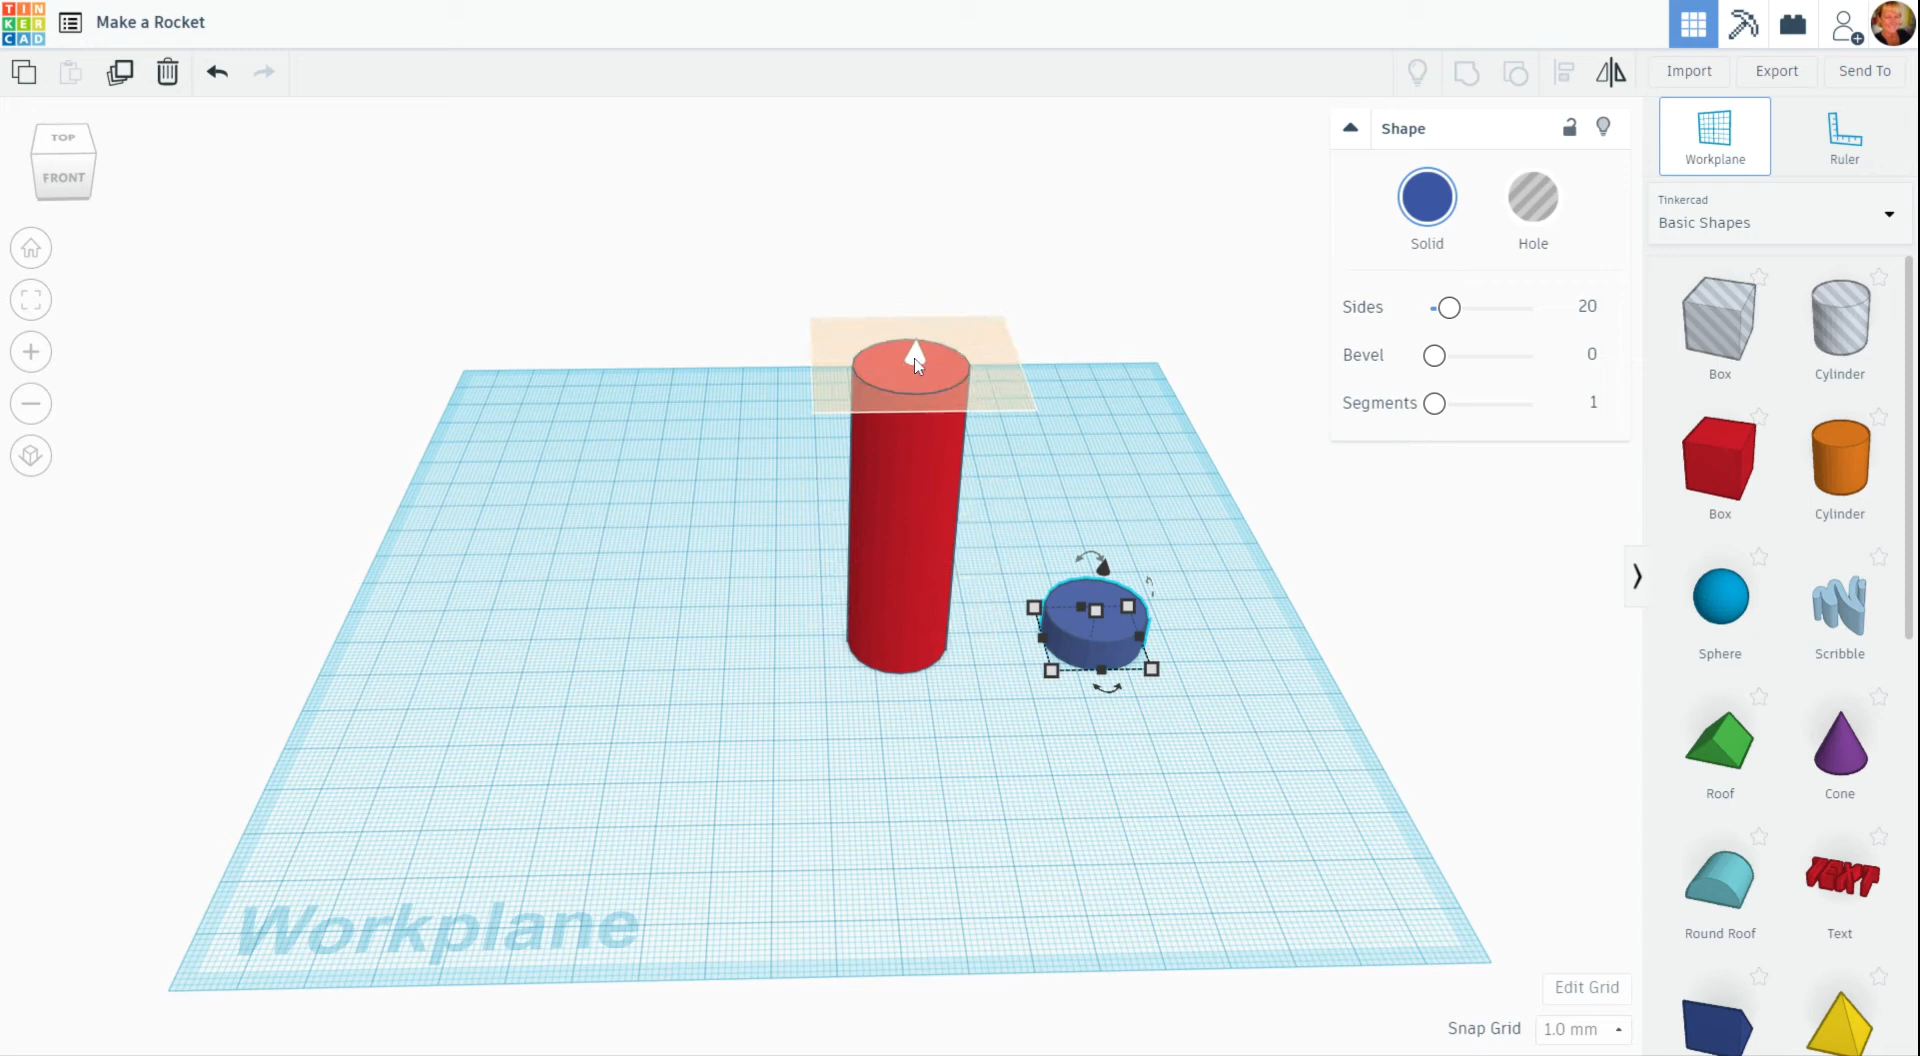 TIN
KER
CAD
Make a Rocket
Import
Export
Send To
TOP
FRONT
Shape
Solid
Hole
Sides 20
Bevel 0
Segments 1
Workplane
Ruler
Tinkercad
Basic Shapes
Box
Cylinder
Box
Cylinder
Sphere
Scribble
Roof
Cone
TEXT
Round Roof
Text
Workplane
Edit Grid
Snap Grid 1.0 mm